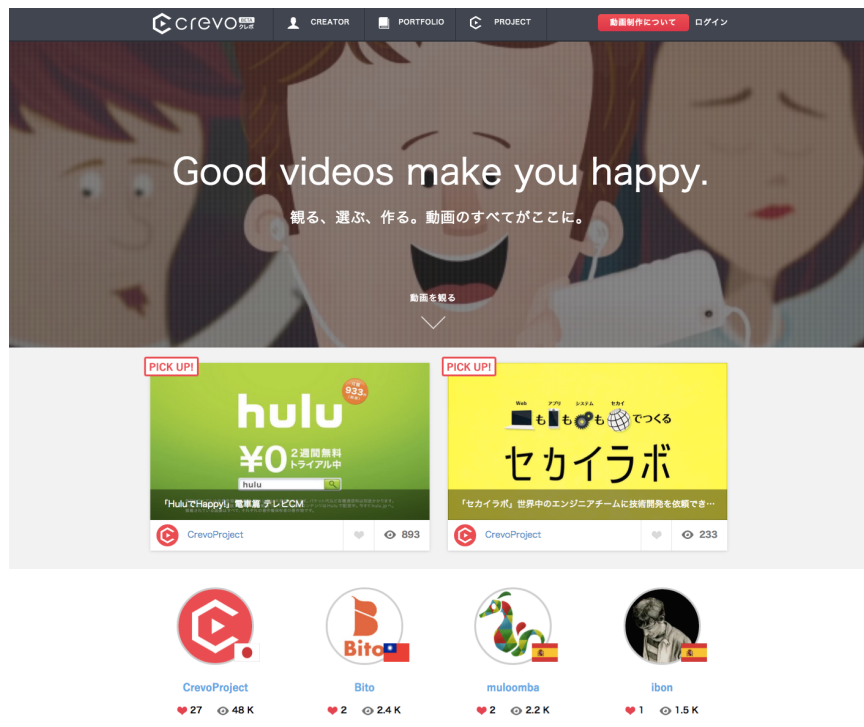 crevo BETA クレボ
CREATOR
PORTFOLIO
PROJECT
動画制作について
ログイン
Good videos make you happy.
観る、選ぶ、作る。動画のすべてがここに。
動画を観る
PICK UP!
hulu
933
¥0 2週間無料
トライアル中
hulu
「HuluでHappy!」電車篇 テレビCM
CrevoProject
893
PICK UP!
Web アプリ システム セカイ
も も も でつくる
セカイラボ
「セカイラボ」世界中のエンジニアチームに技術開発を依頼でき…
CrevoProject
233
Bito
CrevoProject
Bito
muloomba
ibon
27 48 K
2 2.4 K
2 2.2 K
1 1.5 K